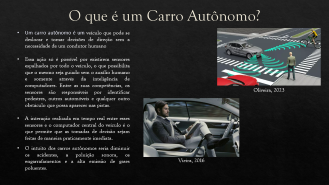 O que é um Carro Autônomo?
• Um carro autônomo é um veículo que pode se
deslocar e tomar decisões de direção sem a
necessidade de um condutor humano
• Essa ação só é possível por existirem sensores
espalhados por todo o veículo, o que possibilita
que o mesmo seja guiado sem o auxílio humano
e somente através da inteligência de
computadores. Entre as suas competências, os
sensores são responsáveis por identificar
pedestres, outros automóveis e qualquer outro
obstáculo que possa aparecer nas pistas.
• A interação realizada em tempo real entre esses
sensores e o computador central do veículo é o
que permite que as tomadas de decisão sejam
feitas de maneira praticamente imediata.
• O intuito dos carros autônomos seria diminuir
os acidentes, a poluição sonora, os
engarrafamentos e a alta emissão de gases
poluentes.
Oliveira, 2023
2016